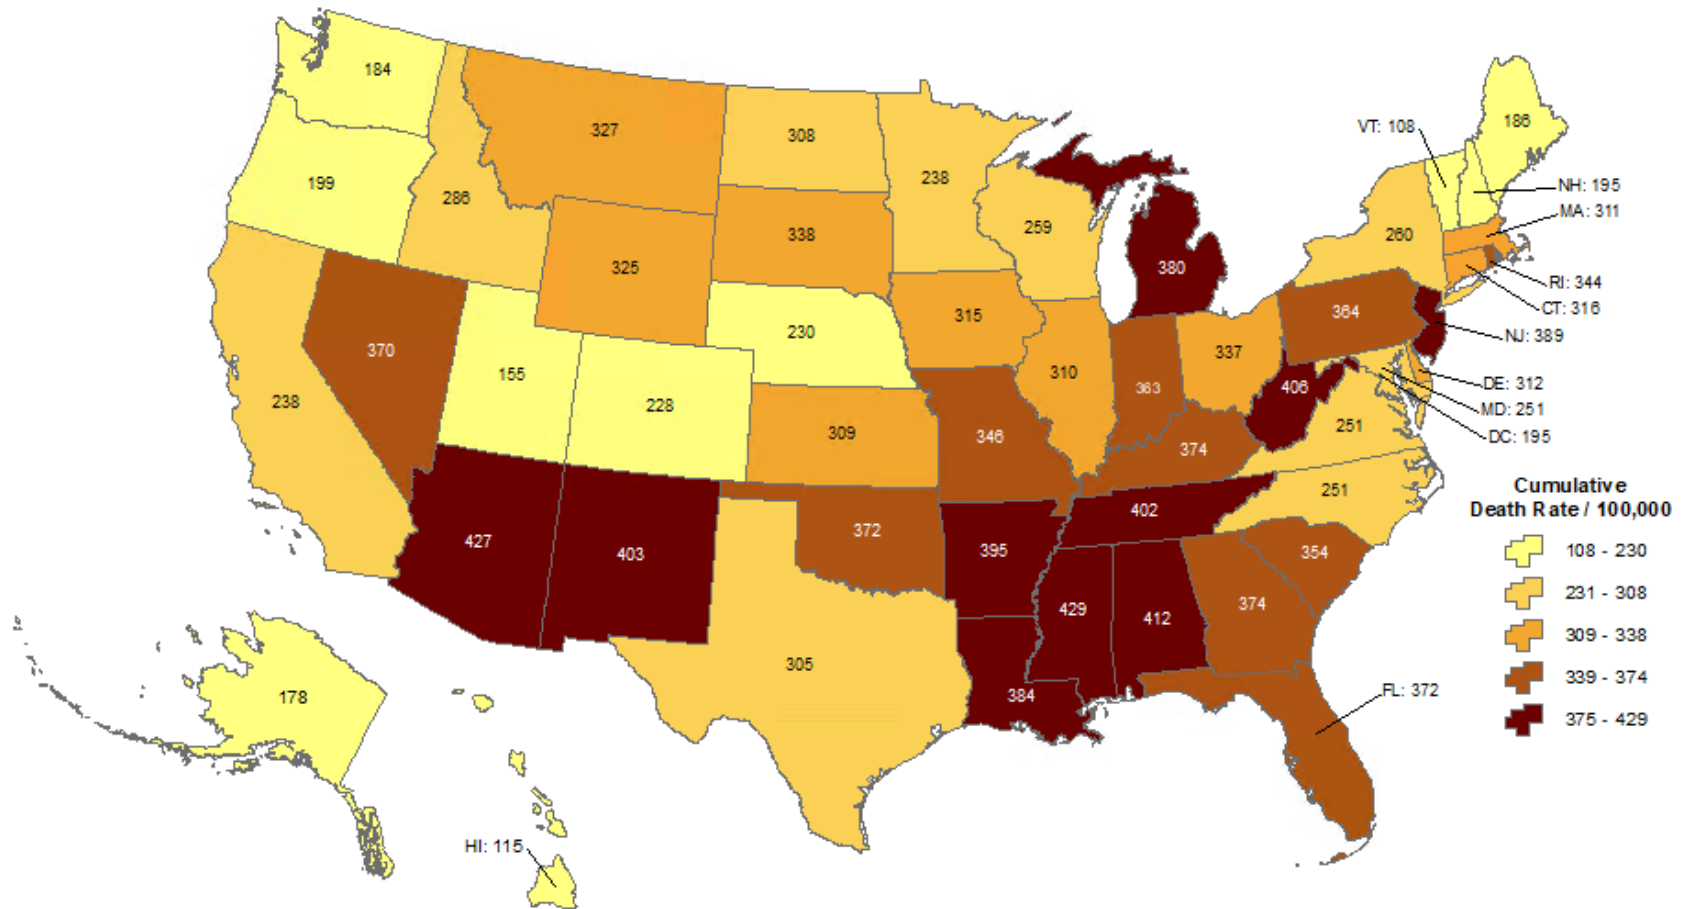 184
327
308
238
VT: 108
186
199
286
338
259
260
NH: 195
MA: 311
325
380
RI: 344
CT: 316
315
364
NJ: 389
370
230
337
155
310
363
406
DE: 312
MD: 251
DC: 195
238
228
309
346
374
251
251
427
403
372
395
402
354
429
412
374
305
384
FL: 372
178
HI: 115
Cumulative
Death Rate / 100,000
108 - 230
231 - 308
309 - 338
339 - 374
375 - 429